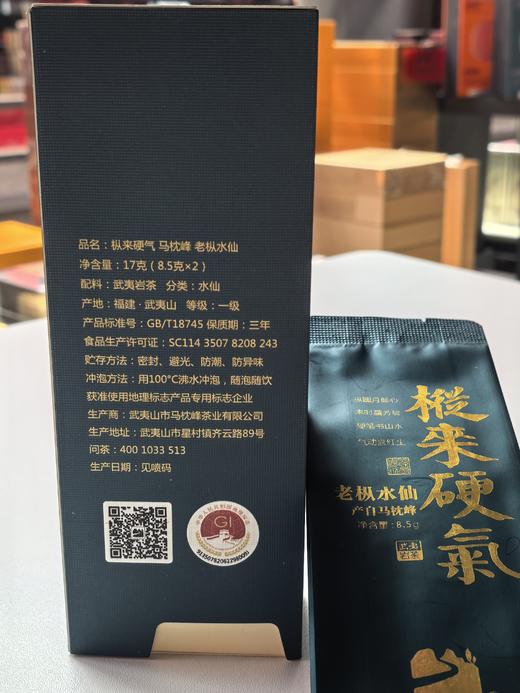 品名：枞来硬气 马枕峰 老枞水仙
净含量：17克（8.5克×2）
配料：武夷岩茶 分类：水仙
产地：福建·武夷山 等级：一级
产品标准号：GB/T18745 保质期：三年
食品生产许可证：SC114 3507 8208 243
贮存方法：密封、避光、防潮、防异味
冲泡方法：用100°C沸水冲泡，随泡随饮
获准使用地理标志产品专用标志企业
生产商：武夷山市马枕峰茶业有限公司
生产地址：武夷山市星村镇齐云路89号
问茶：400 1033 513
生产日期：见喷码
GI
樅来硬氣
老枞水仙
产自马枕峰
净含量：8.5g
武夷岩茶